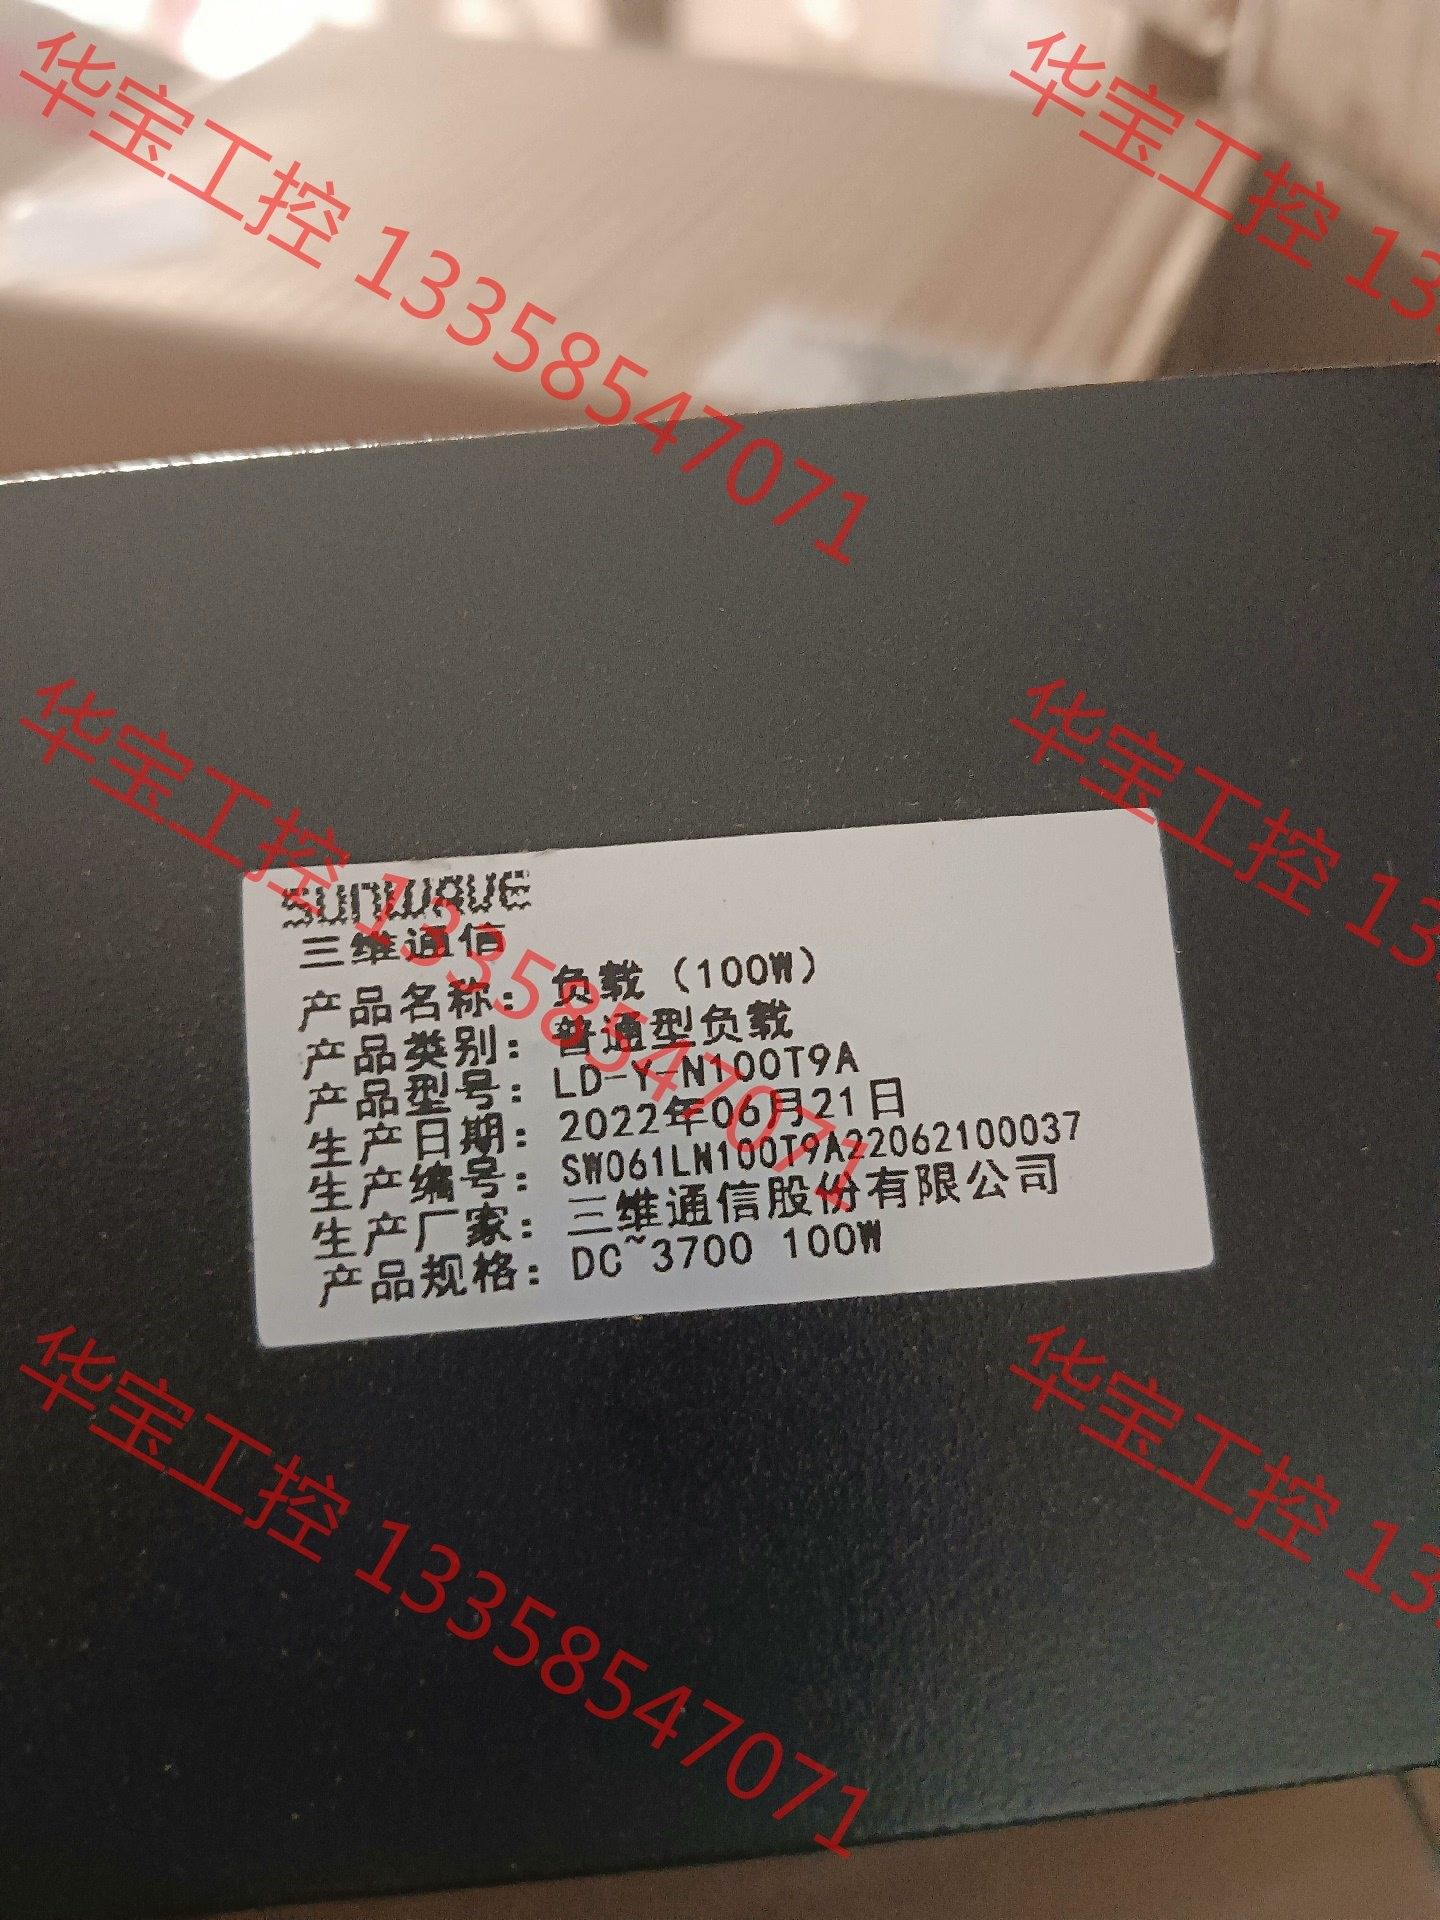 华宝工控 13358547071
华宝工控 13
sunwave
三维通信
产品名称：负载（100W）
产品类别：普通型负载
产品型号：LD-Y-N100T9A
生产日期：2022年06月21日
生产编号：SW061LN100T9A22062100037
生产厂家：三维通信股份有限公司
产品规格：DC~3700 100W
华宝工控 13358547071
华宝工控 13
华宝工控 13358547071
华宝工控 13